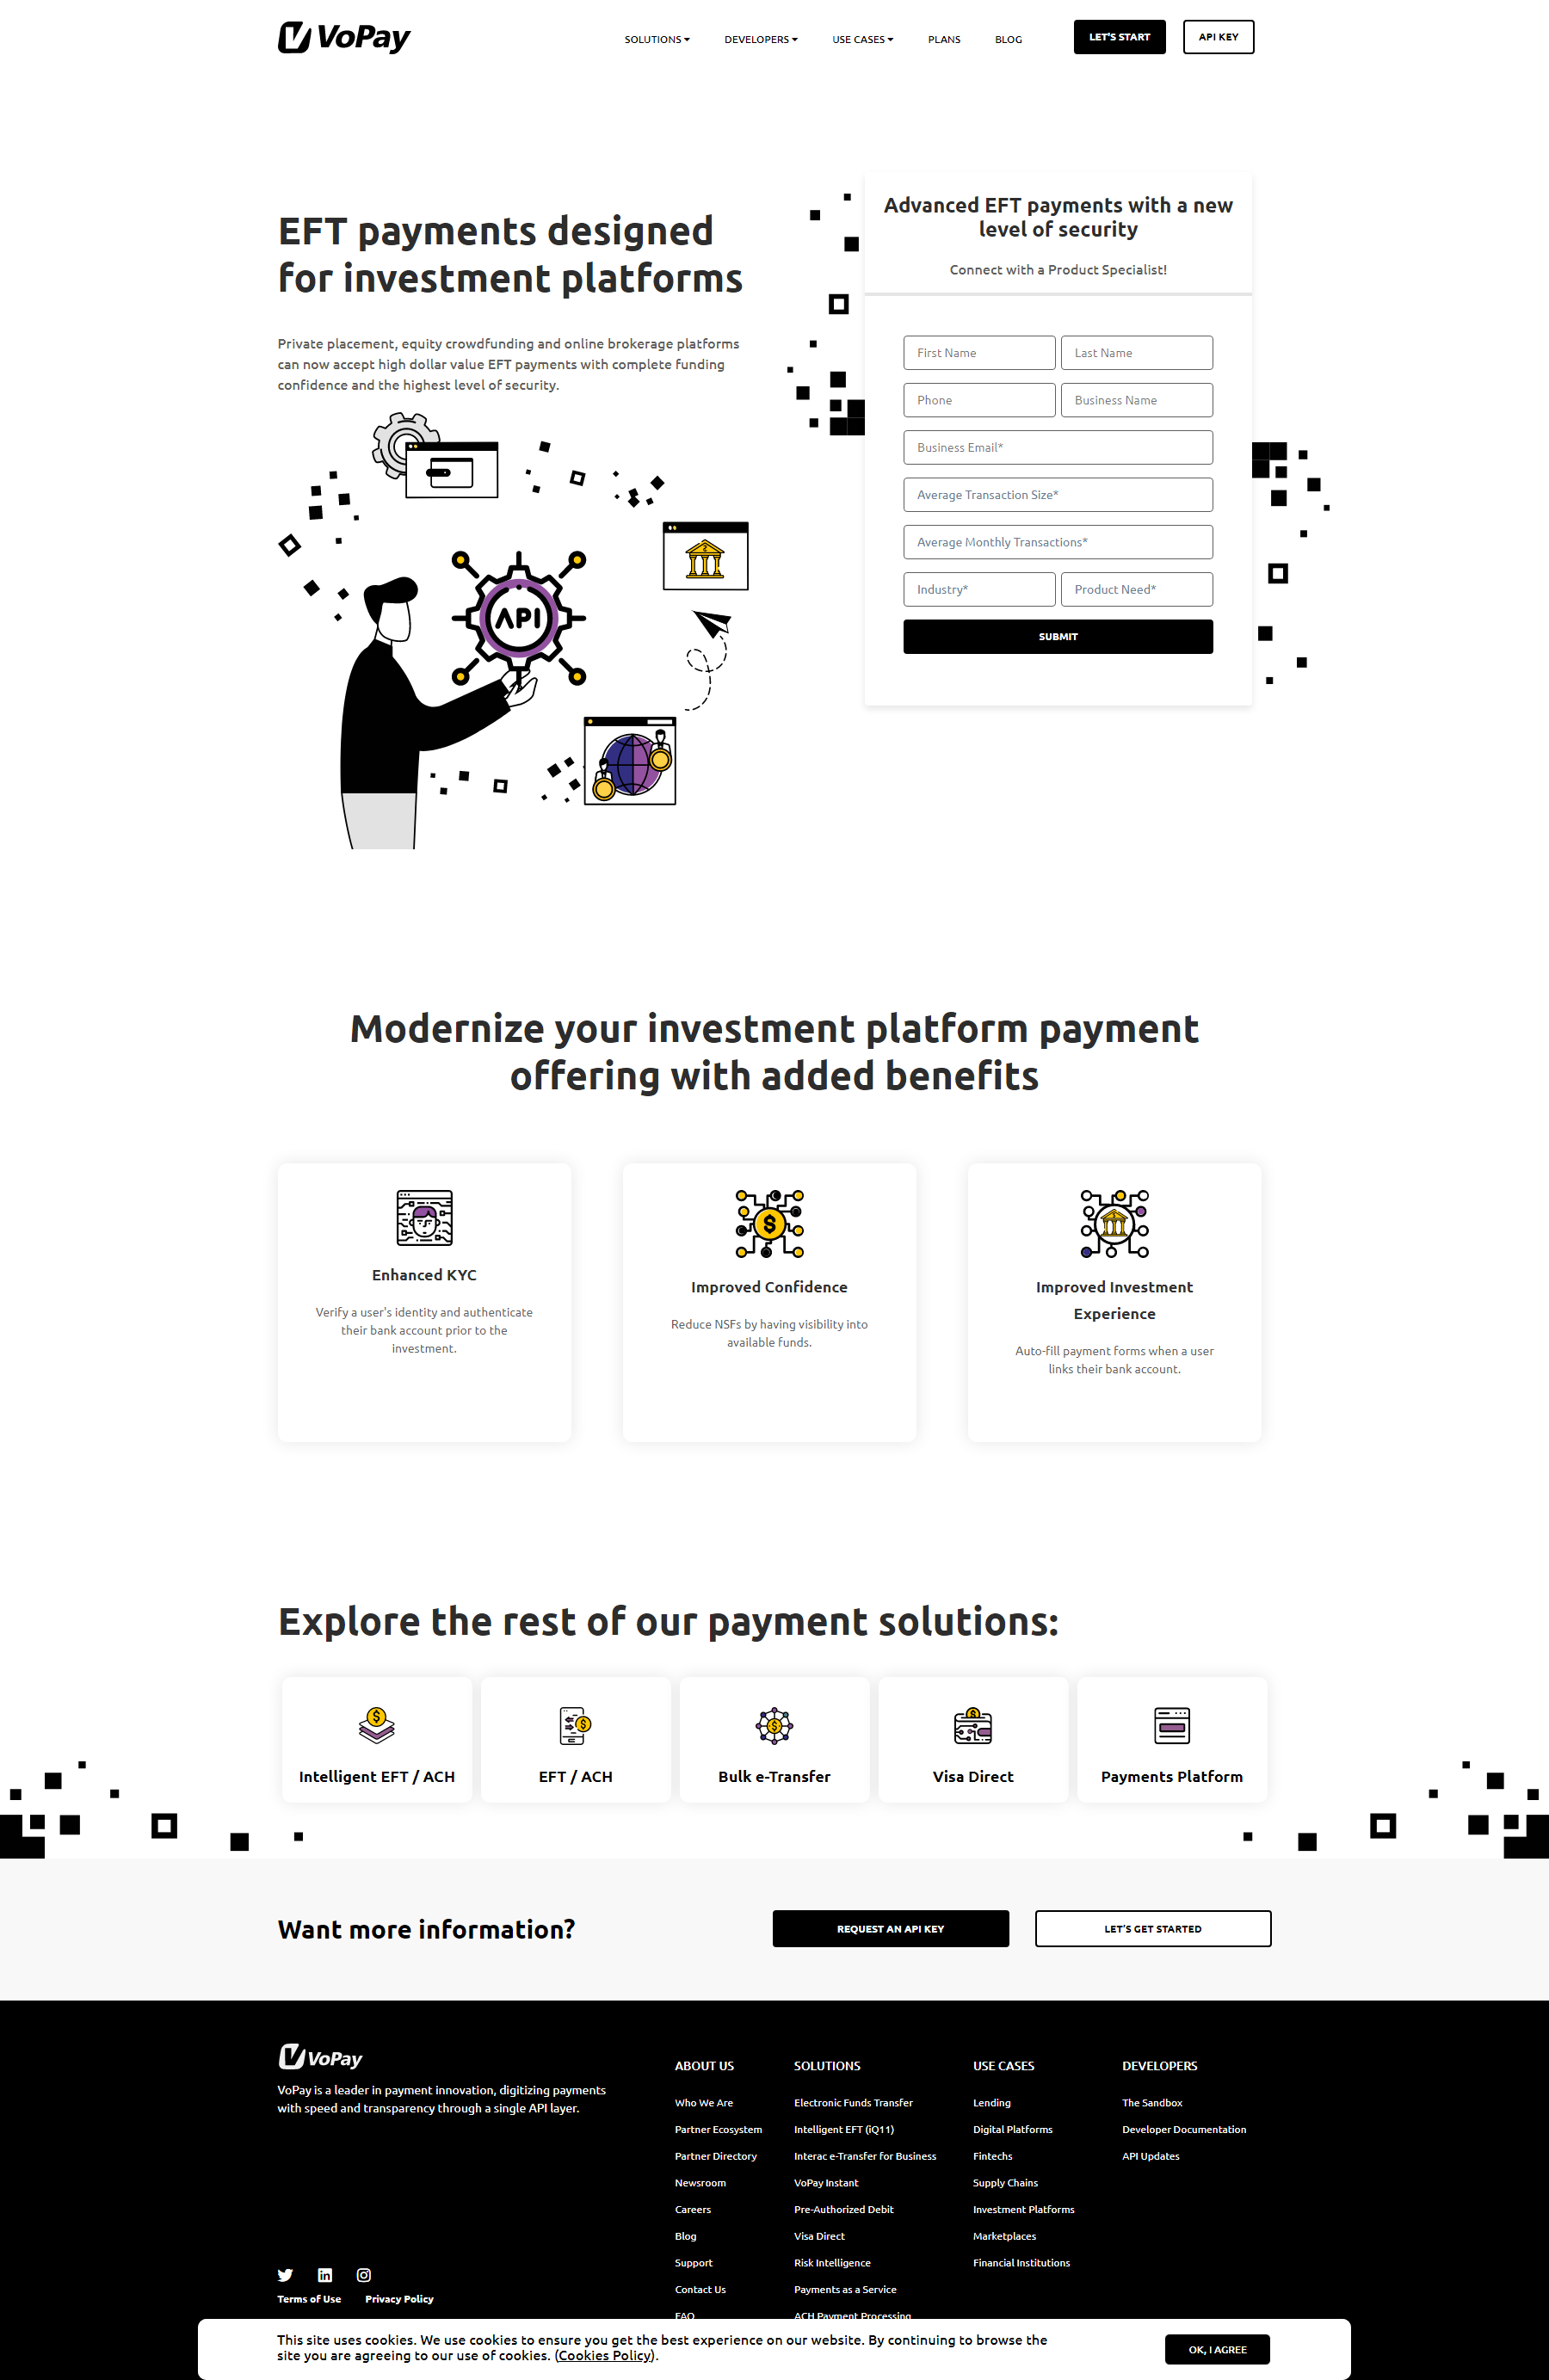 VoPay
SOLUTIONS
DEVELOPERS
USE CASES
PLANS
BLOG
LET'S START
API KEY
EFT payments designed
for investment platforms
Private placement, equity crowdfunding and online brokerage platforms
can now accept high dollar value EFT payments with complete funding
confidence and the highest level of security.
API
Advanced EFT payments with a new
level of security
Connect with a Product Specialist!
First Name
Last Name
Phone
Business Name
Business Email*
Average Transaction Size*
Average Monthly Transactions*
Industry*
Product Need*
SUBMIT
Modernize your investment platform payment
offering with added benefits
Enhanced KYC
Verify a user's identity and authenticate
their bank account prior to the
investment.
Improved Confidence
Reduce NSFs by having visibility into
available funds.
Improved Investment
Experience
Auto-fill payment forms when a user
links their bank account.
Explore the rest of our payment solutions:
Intelligent EFT / ACH
EFT / ACH
Bulk e-Transfer
Visa Direct
Payments Platform
Want more information?
REQUEST AN API KEY
LET'S GET STARTED
VoPay
VoPay is a leader in payment innovation, digitizing payments
with speed and transparency through a single API layer.
Terms of Use
Privacy Policy
ABOUT US
Who We Are
Partner Ecosystem
Partner Directory
Newsroom
Careers
Blog
Support
Contact Us
FAQ
SOLUTIONS
Electronic Funds Transfer
Intelligent EFT (iQ11)
Interac e-Transfer for Business
VoPay Instant
Pre-Authorized Debit
Visa Direct
Risk Intelligence
Payments as a Service
ACH Payment Processing
USE CASES
Lending
Digital Platforms
Fintechs
Supply Chains
Investment Platforms
Marketplaces
Financial Institutions
DEVELOPERS
The Sandbox
Developer Documentation
API Updates
This site uses cookies. We use cookies to ensure you get the best experience on our website. By continuing to browse the
site you are agreeing to our use of cookies. (Cookies Policy).
OK, I AGREE